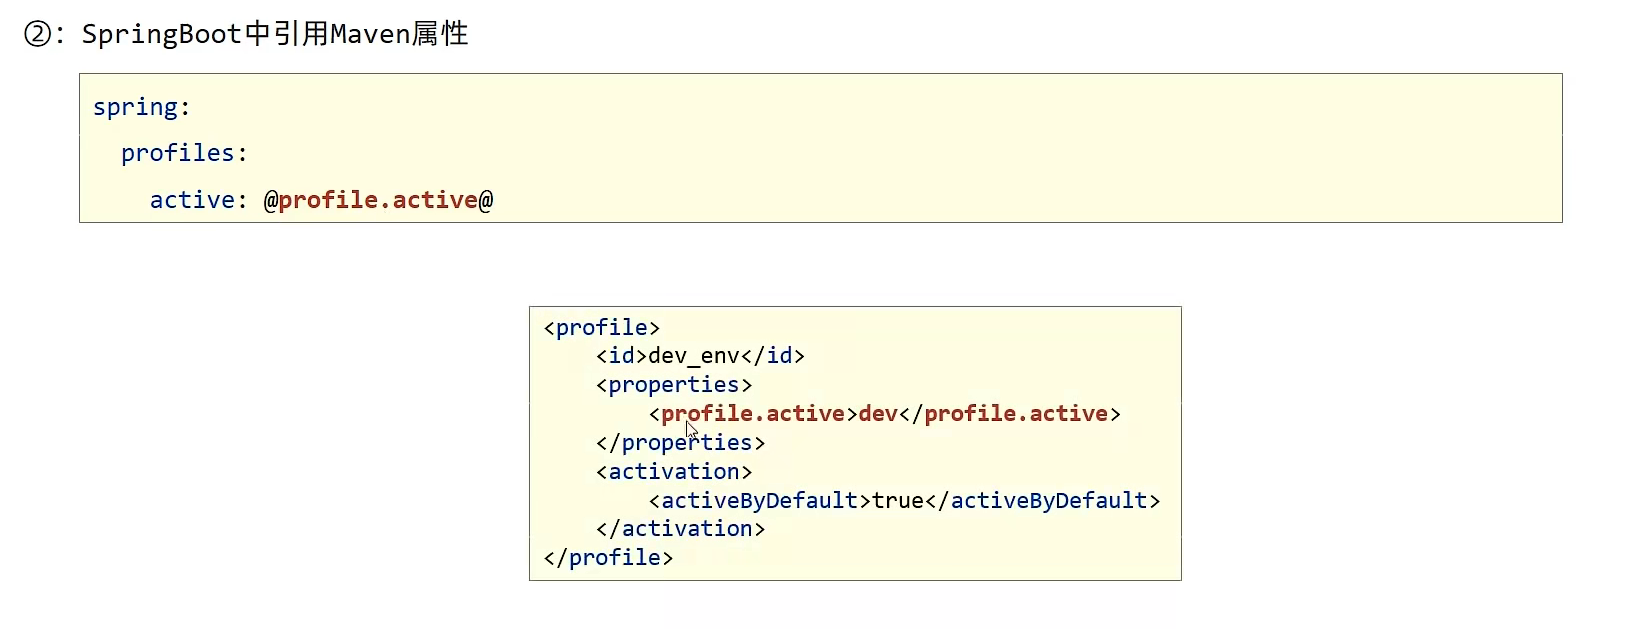 ②：SpringBoot中引用Maven属性
spring:
  profiles:
    active: @profile.active@
<profile>
    <id>dev_env</id>
    <properties>
        <profile.active>dev</profile.active>
    </properties>
    <activation>
        <activeByDefault>true</activeByDefault>
    </activation>
</profile>